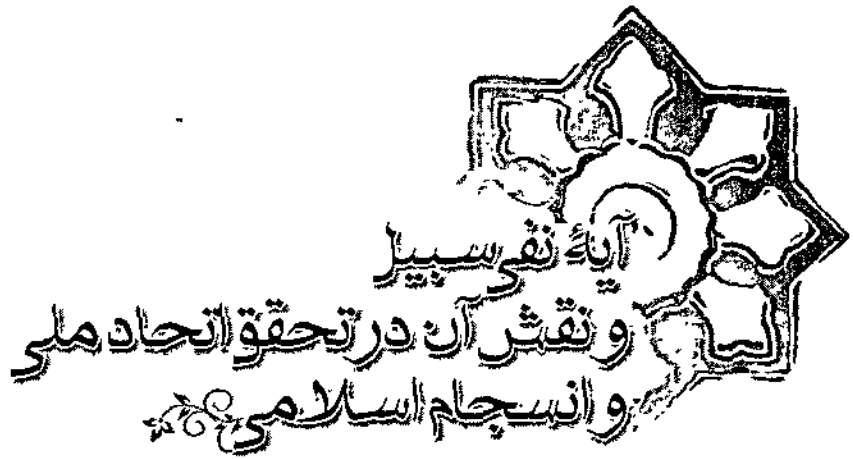 آیهٔ نفی سبیل
و نقش آن در تحقق اتحاد ملی
و انسجام اسلامی